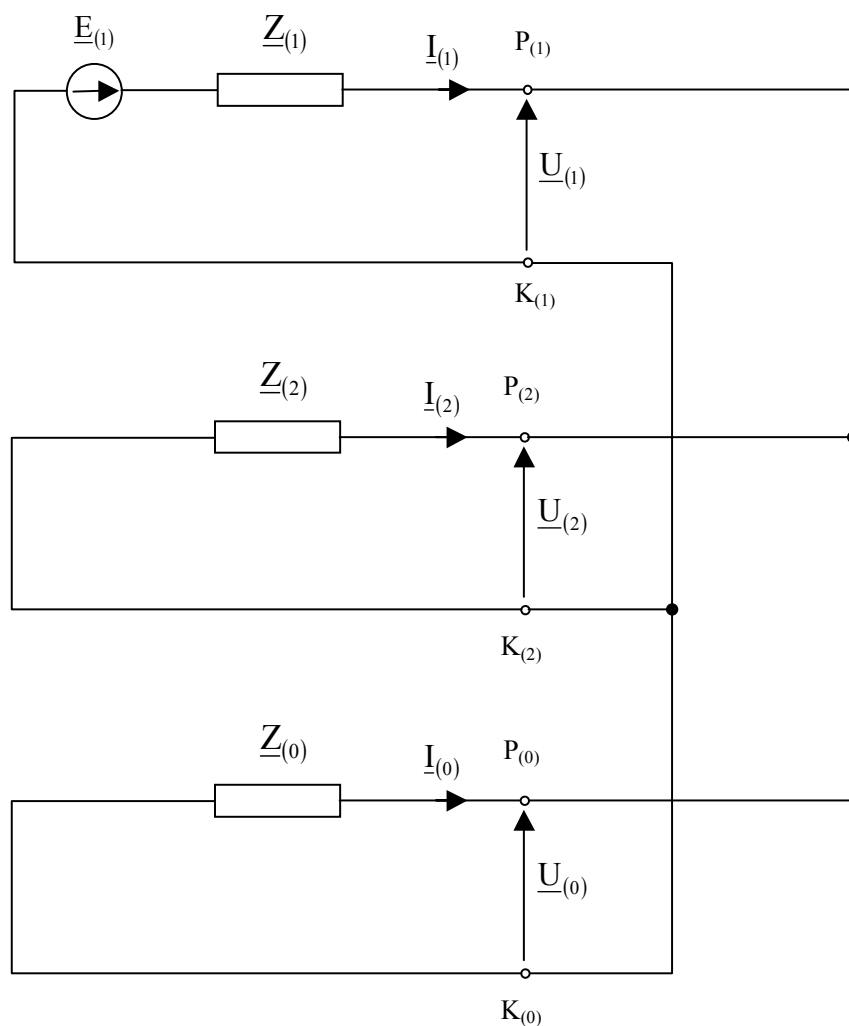 E(1) Z(1) I(1) P(1)
U(1)
K(1)
Z(2) I(2) P(2)
U(2)
K(2)
Z(0) I(0) P(0)
U(0)
K(0)